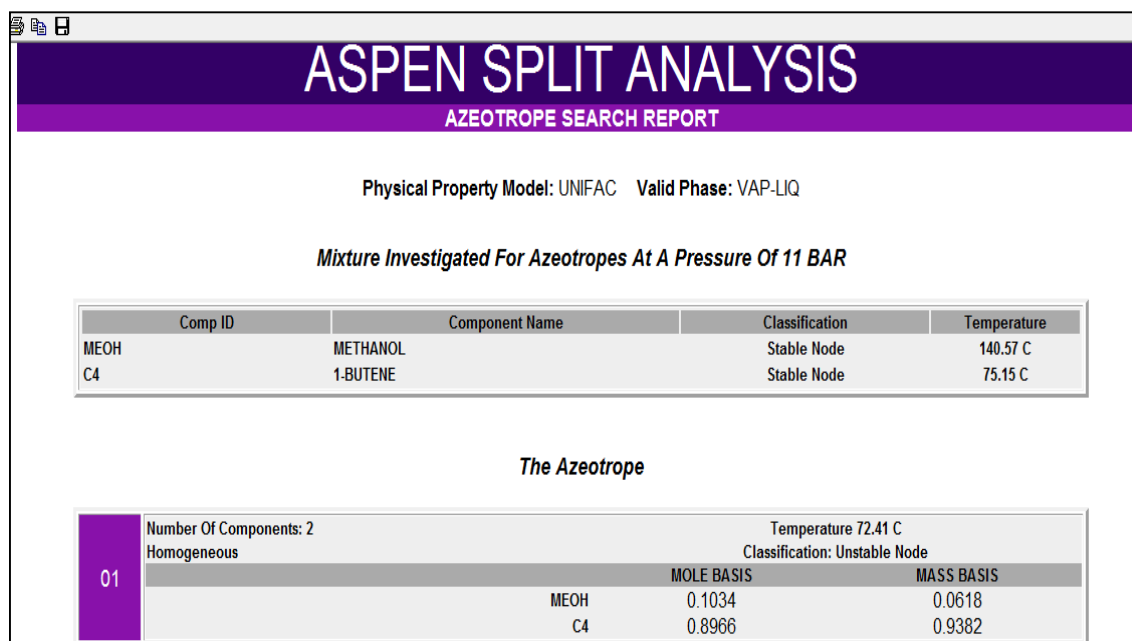 ASPEN SPLIT ANALYSIS
AZEOTROPE SEARCH REPORT
Physical Property Model: UNIFAC Valid Phase: VAP-LIQ
Mixture Investigated For Azeotropes At A Pressure Of 11 BAR
Comp ID Component Name Classification Temperature
MEOH METHANOL Stable Node 140.57 C
C4 1-BUTENE Stable Node 75.15 C
The Azeotrope
01
Number Of Components: 2 Temperature 72.41 C
Homogeneous Classification: Unstable Node
MOLE BASIS MASS BASIS
MEOH 0.1034 0.0618
C4 0.8966 0.9382